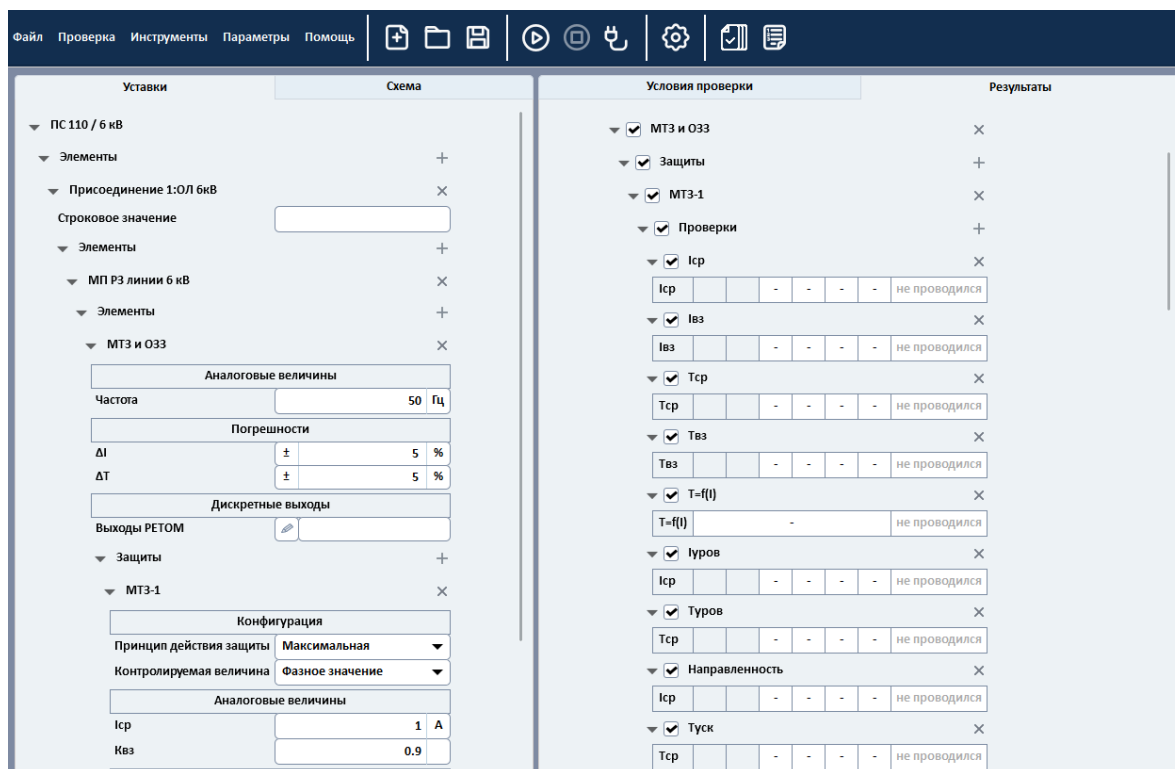 Файл Проверка Инструменты Параметры Помощь
Уставки Схема
ПС 110 / 6 кВ
Элементы
Присоединение 1:ОЛ 6кВ
Строковое значение
Элементы
МП РЗ линии 6 кВ
Элементы
МТЗ и ОЗЗ
Аналоговые величины
Частота 50 Гц
Погрешности
ΔI ± 5 %
ΔT ± 5 %
Дискретные выходы
Выходы РЕТОМ
Защиты
МТЗ-1
Конфигурация
Принцип действия защиты Максимальная
Контролируемая величина Фазное значение
Аналоговые величины
Iср 1 А
Kвз 0.9
Условия проверки Результаты
МТЗ и ОЗЗ
Защиты
МТЗ-1
Проверки
Iср
Iср - - - - не проводился
Iвз
Iвз - - - - не проводился
Tср
Tср - - - - не проводился
Tвз
Tвз - - - - не проводился
T=f(I)
T=f(I) - не проводился
Iуров
Iср - - - - не проводился
Tуров
Tср - - - - не проводился
Направленность
Iср - - - - не проводился
Tуск
Tср - - - - не проводился